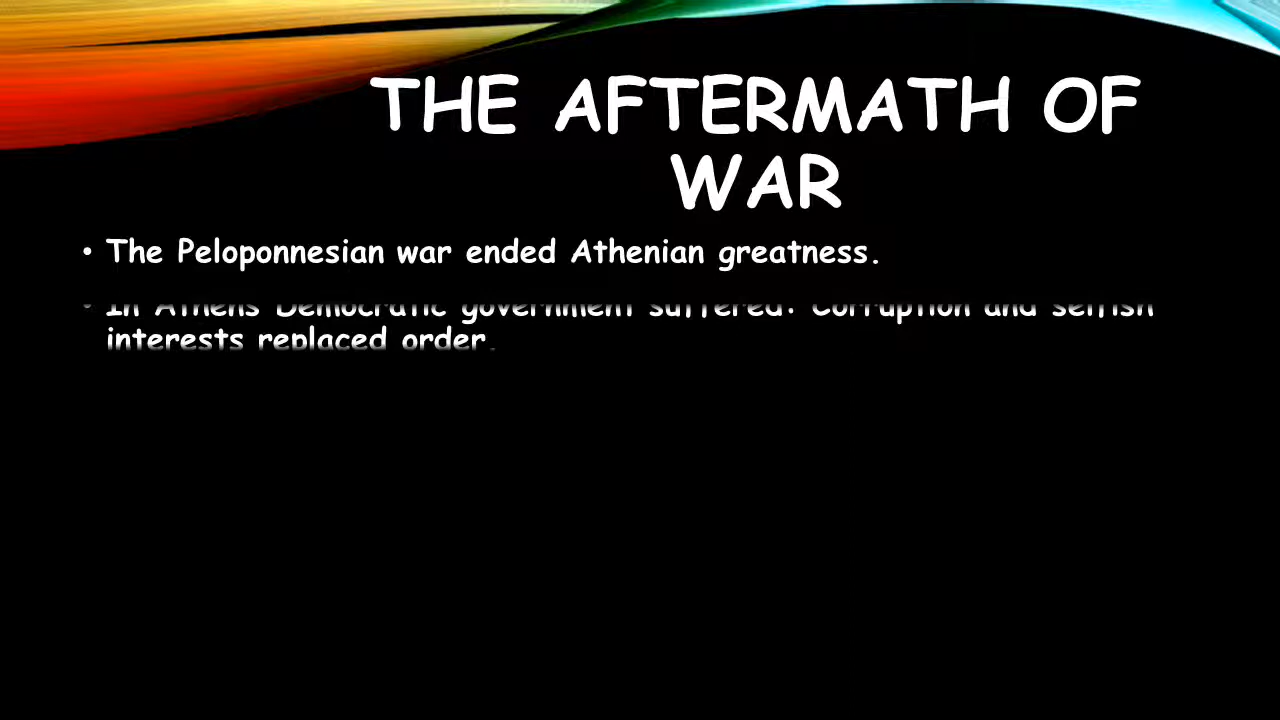 THE AFTERMATH OF
WAR
• The Peloponnesian war ended Athenian greatness.
• In Athens Democratic government suffered. Corruption and selfish
interests replaced order.